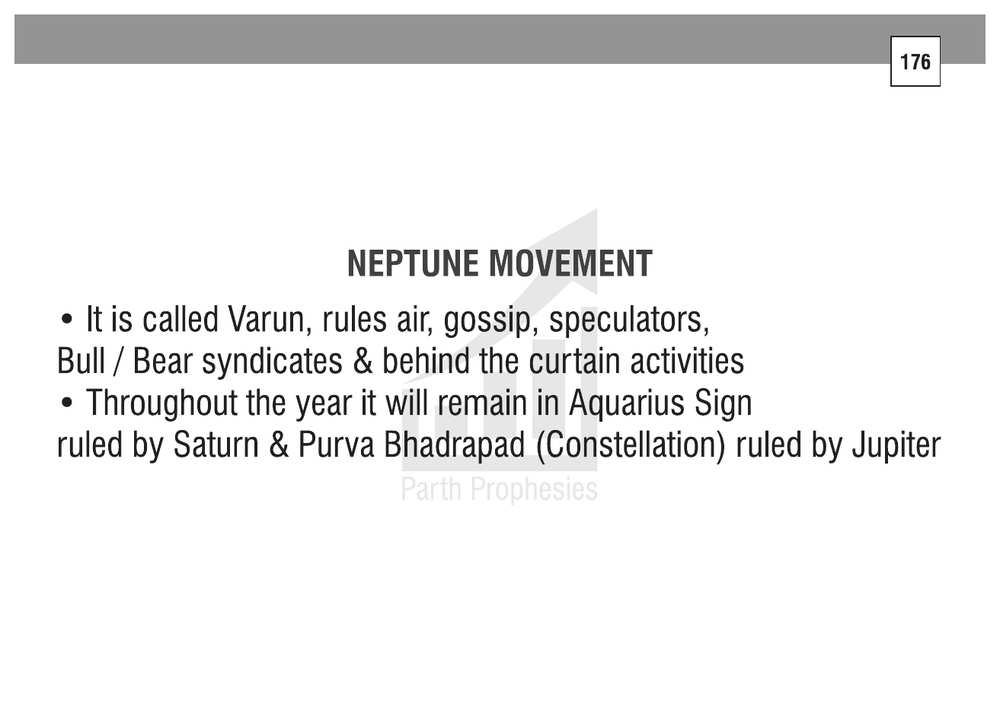 176
NEPTUNE MOVEMENT
• It is called Varun, rules air, gossip, speculators,
Bull / Bear syndicates & behind the curtain activities
• Throughout the year it will remain in Aquarius Sign
ruled by Saturn & Purva Bhadrapad (Constellation) ruled by Jupiter
Parth Prophesies